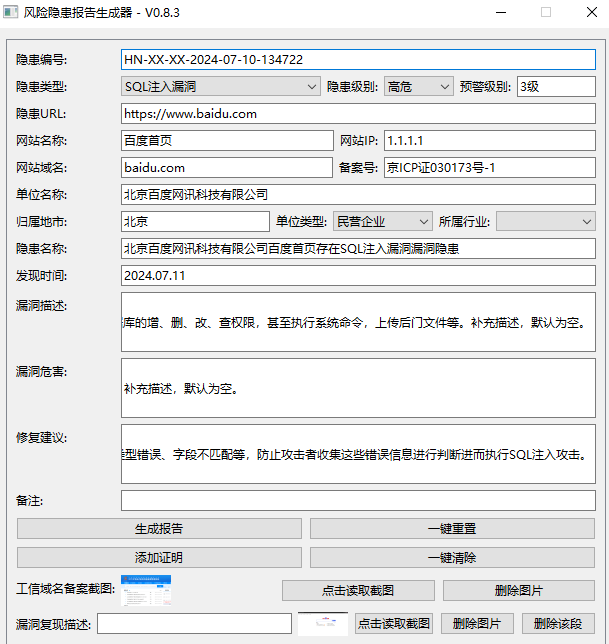 风险隐患报告生成器 - V0.8.3
隐患编号: HN-XX-XX-2024-07-10-134722
隐患类型: SQL注入漏洞 隐患级别: 高危 预警级别: 3级
隐患URL: https://www.baidu.com
网站名称: 百度首页 网站IP: 1.1.1.1
网站域名: baidu.com 备案号: 京ICP证030173号-1
单位名称: 北京百度网讯科技有限公司
归属地市: 北京 单位类型: 民营企业 所属行业:
隐患名称: 北京百度网讯科技有限公司百度首页存在SQL注入漏洞漏洞隐患
发现时间: 2024.07.11
漏洞描述: 库的增、删、改、查权限，甚至执行系统命令，上传后门文件等。补充描述，默认为空。
漏洞危害: 补充描述，默认为空。
修复建议: 型错误、字段不匹配等，防止攻击者收集这些错误信息进行判断进而执行SQL注入攻击。
备注:
生成报告 一键重置
添加证明 一键清除
工信域名备案截图: 点击读取截图 删除图片
漏洞复现描述: 点击读取截图 删除图片 删除该段